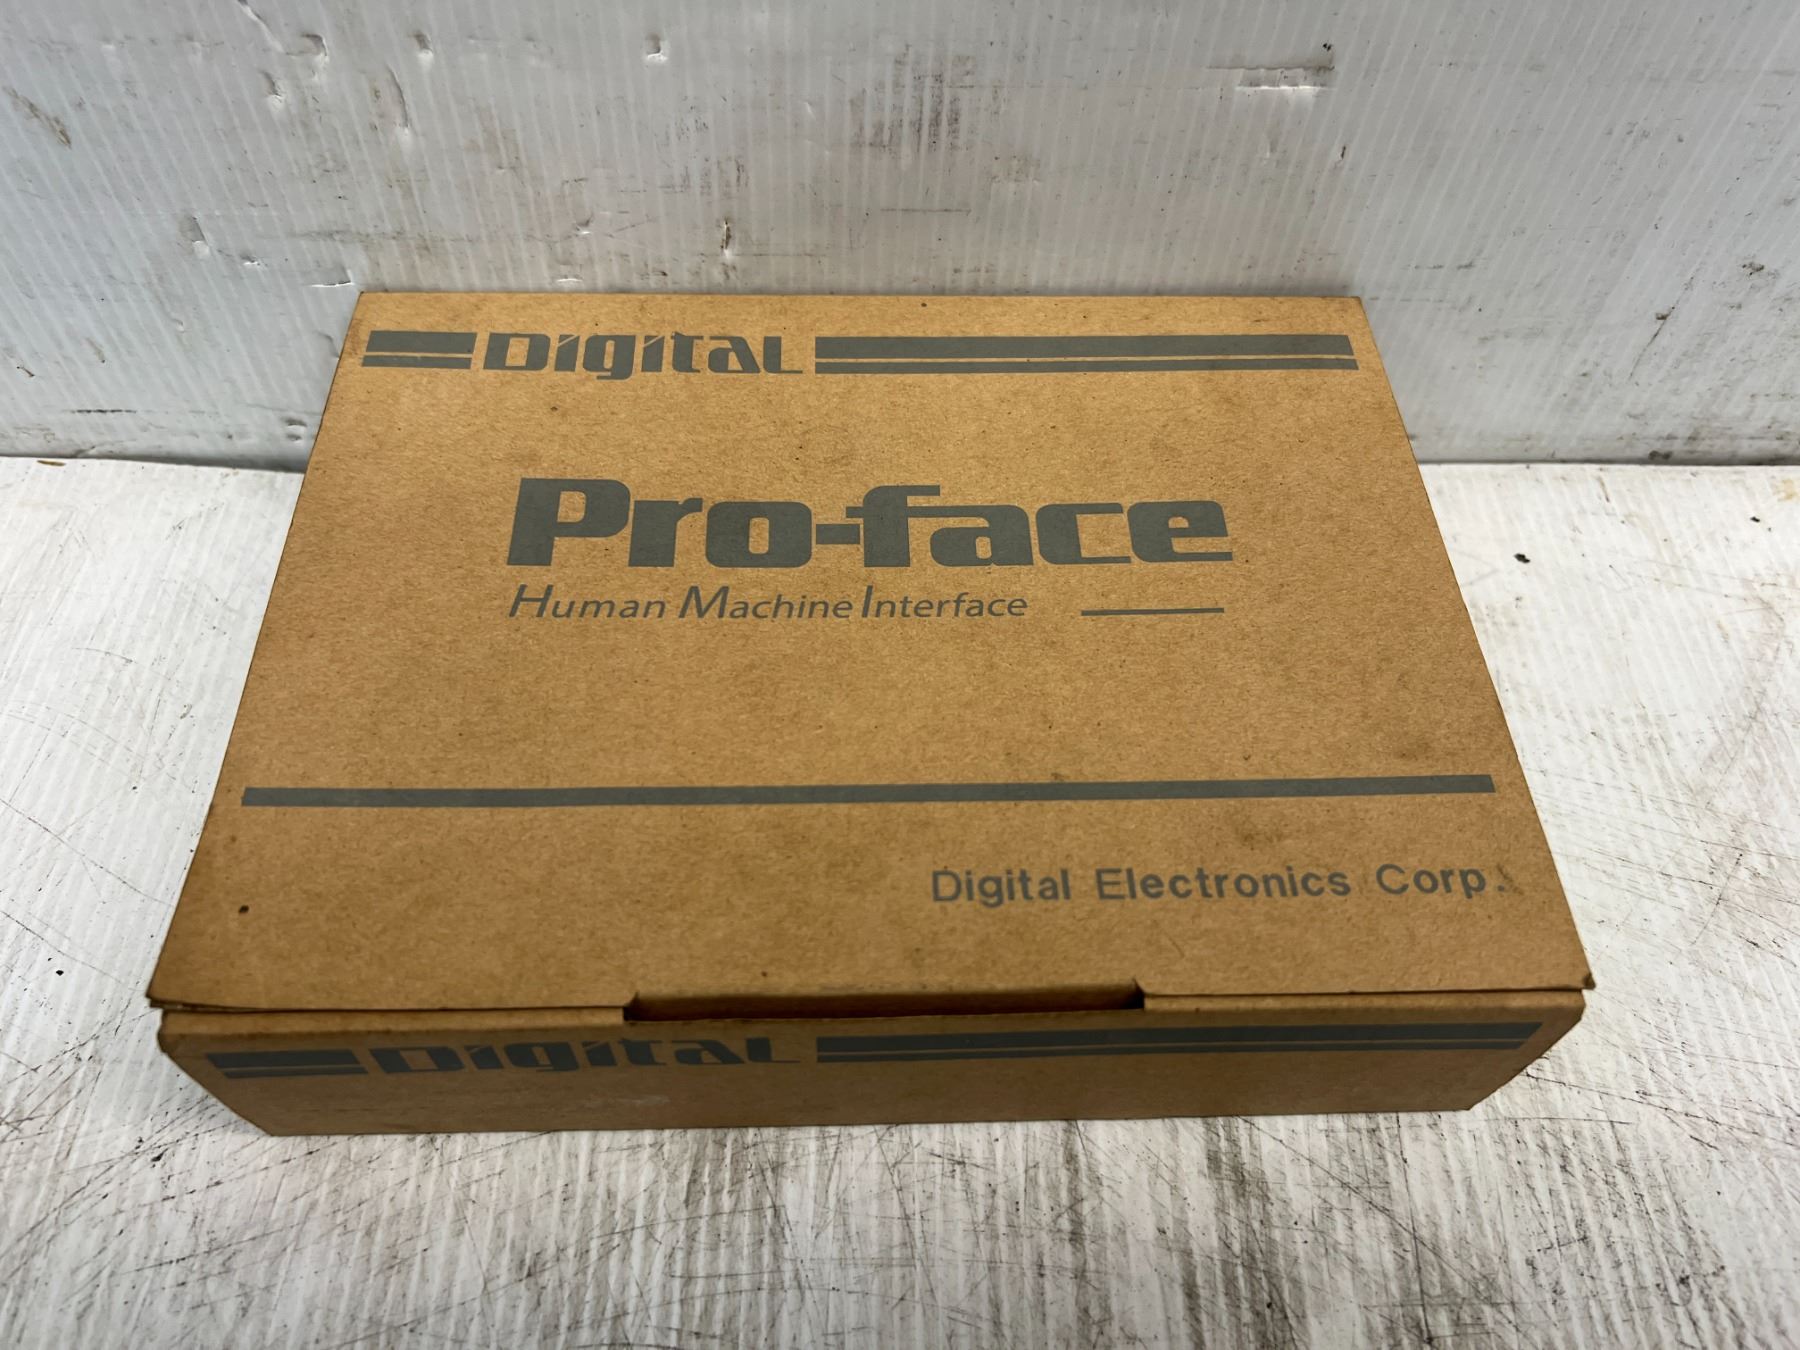 Digital
Pro-face
Human Machine Interface
Digital Electronics Corp.
Digital